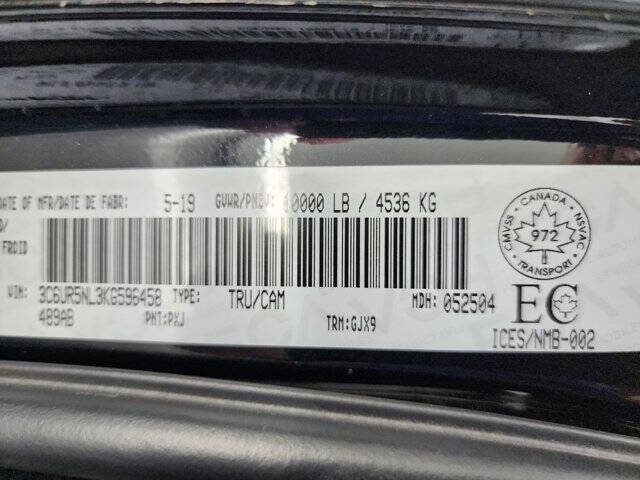 DATE OF MFR/DATE DE FABR: 5-19 GVWR/PNBV: 10000 LB / 4536 KG
FROID
VIN: 3C6UR5NL3KG596458 TYPE: TRU/CAM MDH: 052504
489AB PNT:PXJ TRM:GJX9
CANADA
CMVSS 972 NSVAC
TRANSPORT
EC
ICES/NMB-002